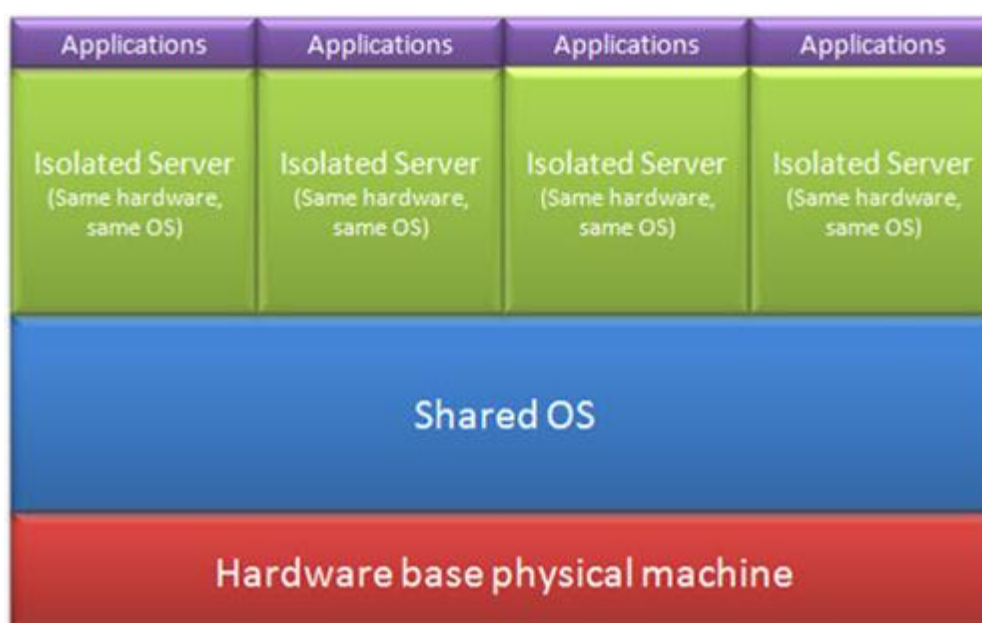 Applications Applications Applications Applications
Isolated Server
(Same hardware,
same OS)
Isolated Server
(Same hardware,
same OS)
Isolated Server
(Same hardware,
same OS)
Isolated Server
(Same hardware,
same OS)
Shared OS
Hardware base physical machine